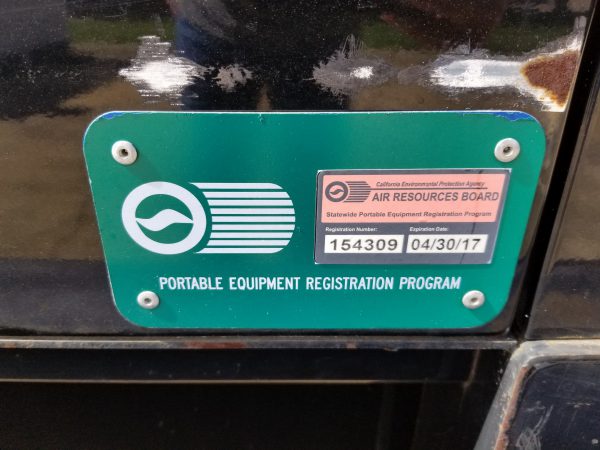 California Environmental Protection Agency
AIR RESOURCES BOARD
Statewide Portable Equipment Registration Program
Registration Number: Expiration Date:
154309 04/30/17
PORTABLE EQUIPMENT REGISTRATION PROGRAM